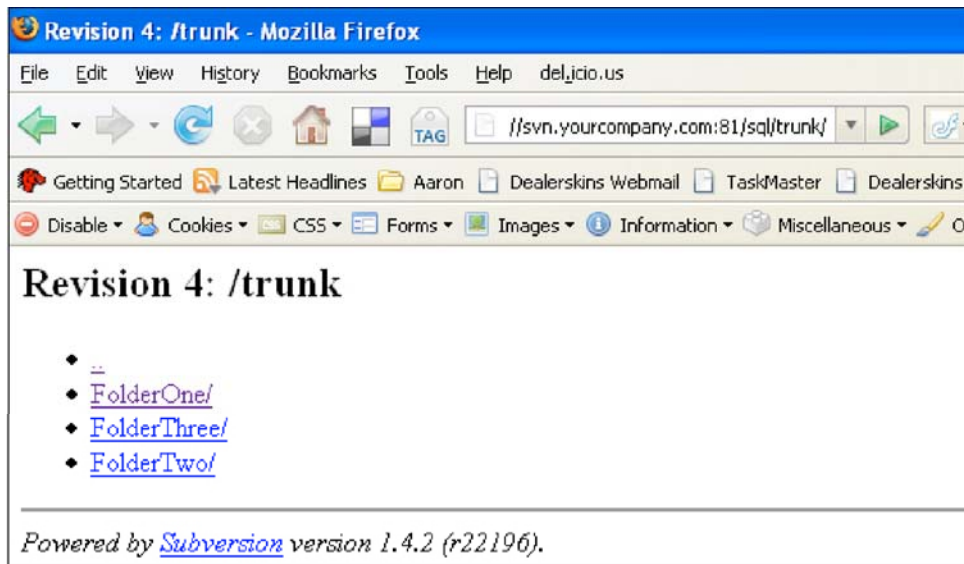 Revision 4: /trunk - Mozilla Firefox
File Edit View History Bookmarks Tools Help del.icio.us
TAG //svn.yourcompany.com:81/sql/trunk/
Getting Started Latest Headlines Aaron Dealerskins Webmail TaskMaster Dealerskins
Disable Cookies CSS Forms Images Information Miscellaneous O
Revision 4: /trunk
..
FolderOne/
FolderThree/
FolderTwo/
Powered by Subversion version 1.4.2 (r22196).